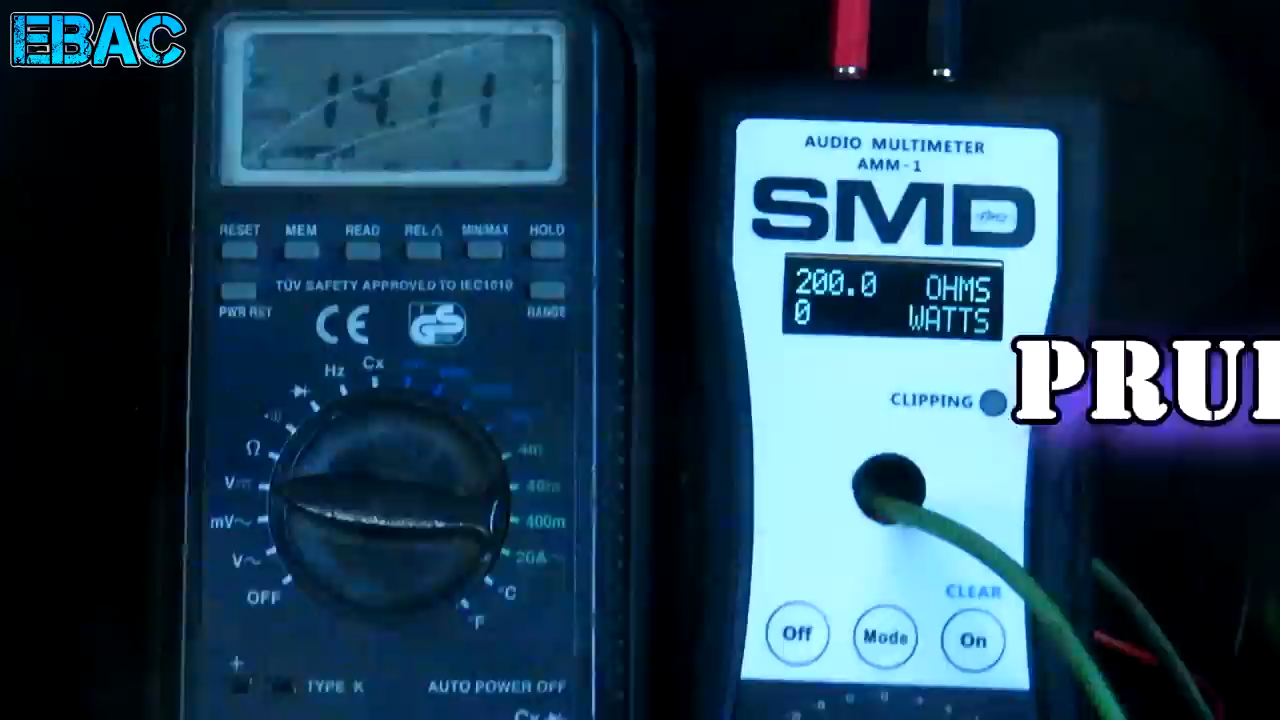 EBAC
14.11
RESET MEM READ REL△ MIN/MAX HOLD
TÜV SAFETY APPROVED TO IEC1010
PWR RST
RANGE
CE
GS
Hz
Cx
Ω
V
mV~
V~
OFF
4m
40m
400m
20A
°C
°F
+
TYPE K
AUTO POWER OFF
Cx
AUDIO MULTIMETER
AMM-1
SMD
200.0 OHMS
0 WATTS
CLIPPING
PRU
CLEAR
Off
Mode
On